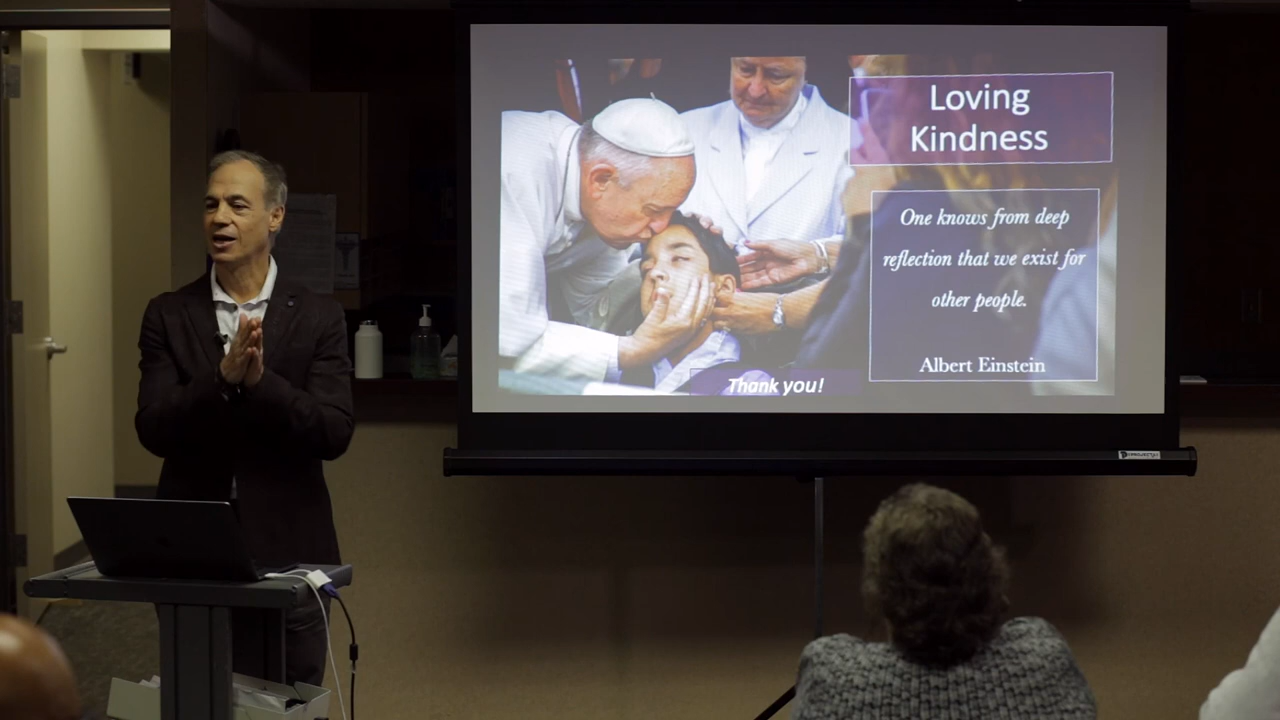 Loving
Kindness
One knows from deep
reflection that we exist for
other people.
Albert Einstein
Thank you!